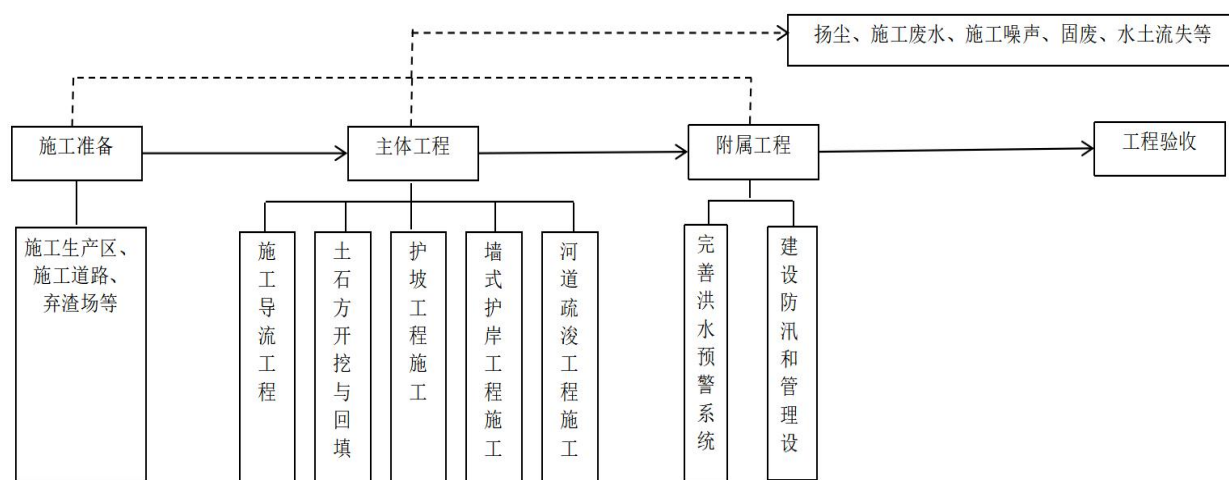 扬尘、施工废水、施工噪声、固废、水土流失等
施工准备
主体工程
附属工程
工程验收
施工生产区、
施工道路、
弃渣场等
施工导流工程
土石方开挖与回填
护坡工程施工
墙式护岸工程施工
河道疏浚工程施工
完善洪水预警系统
建设防汛和管理设